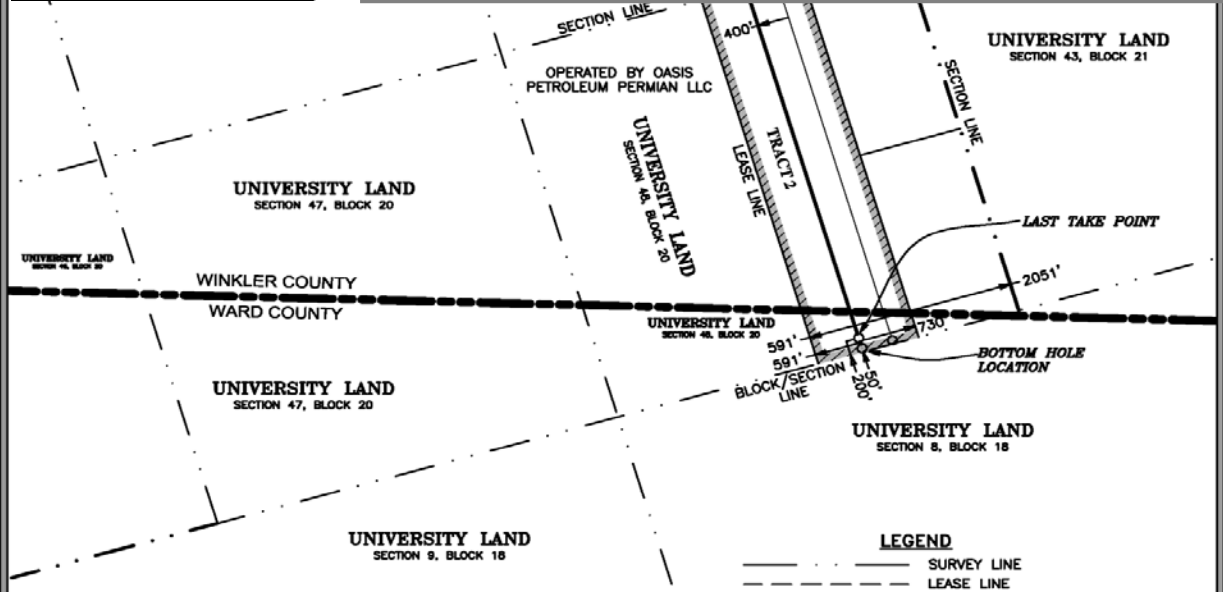 SECTION LINE
400'
UNIVERSITY LAND
SECTION 43, BLOCK 21
OPERATED BY OASIS
PETROLEUM PERMIAN LLC
SECTION LINE
UNIVERSITY LAND
SECTION 48, BLOCK 20
TRACT 2
LEASE LINE
UNIVERSITY LAND
SECTION 47, BLOCK 20
LAST TAKE POINT
UNIVERSITY LAND
SECTION 46, BLOCK 20
WINKLER COUNTY
WARD COUNTY
2051'
UNIVERSITY LAND
SECTION 48, BLOCK 20
730'
591'
591'
BOTTOM HOLE
LOCATION
BLOCK/SECTION
LINE
50'
200'
UNIVERSITY LAND
SECTION 47, BLOCK 20
UNIVERSITY LAND
SECTION 8, BLOCK 18
UNIVERSITY LAND
SECTION 9, BLOCK 18
LEGEND
SURVEY LINE
LEASE LINE